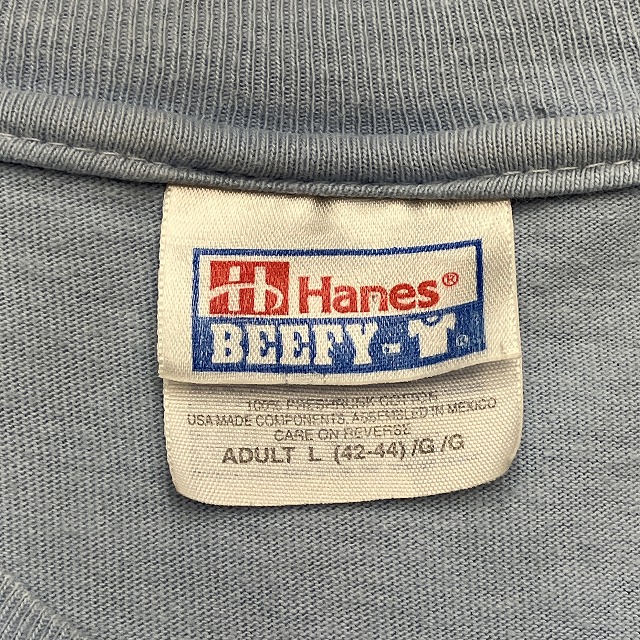 H Hanes®
BEEFY-T®
100% PRESHRUNK COTTON
USA MADE COMPONENTS, ASSEMBLED IN MEXICO
CARE ON REVERSE
ADULT L (42-44) /G /G